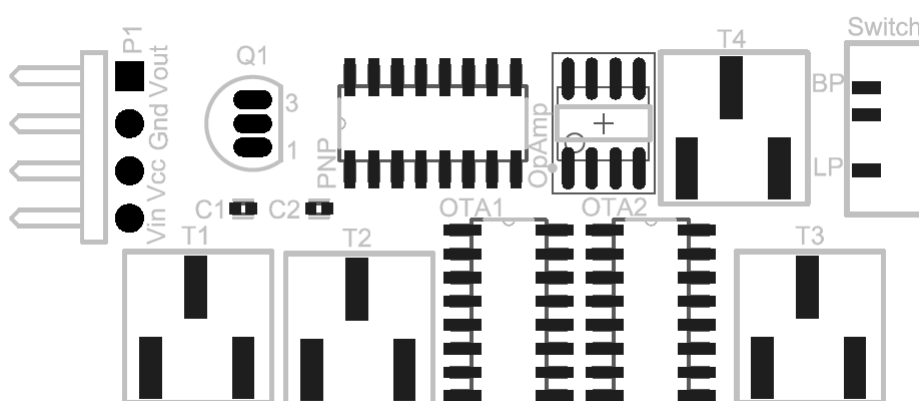 P1
Vout
Gnd
Vcc
Vin
Q1
3
1
PNP
OpAmp
T4
Switch
BP
LP
C1
C2
OTA1
OTA2
T1
T2
T3